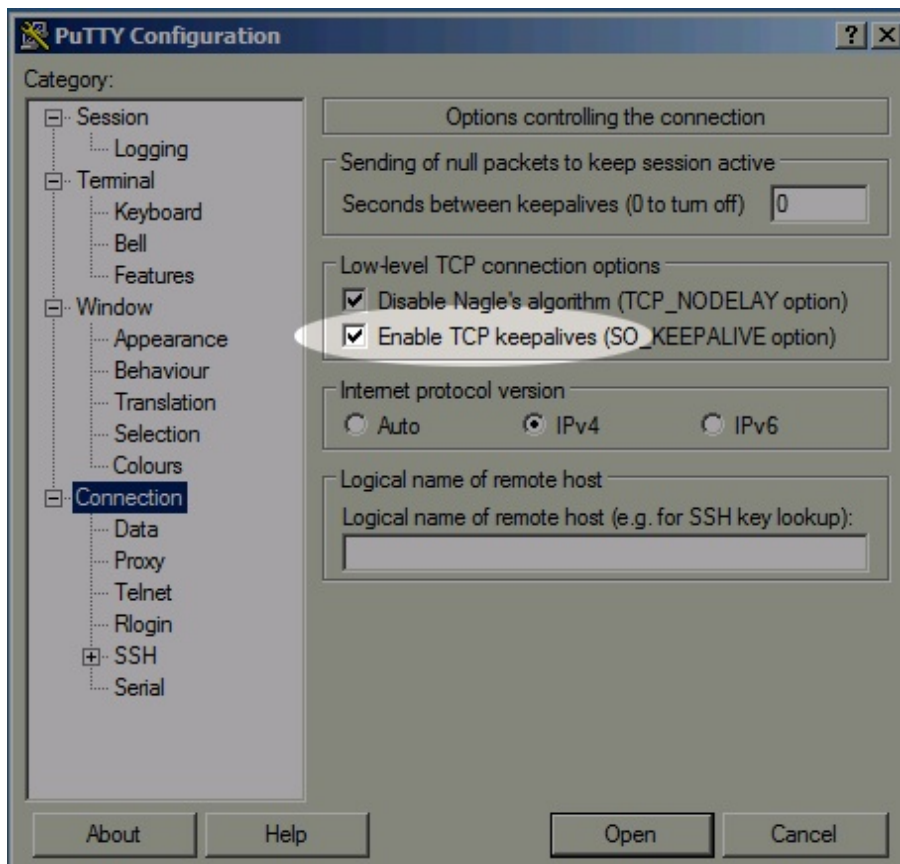 PuTTY Configuration
Category:
Session
Logging
Terminal
Keyboard
Bell
Features
Window
Appearance
Behaviour
Translation
Selection
Colours
Connection
Data
Proxy
Telnet
Rlogin
SSH
Serial
Options controlling the connection
Sending of null packets to keep session active
Seconds between keepalives (0 to turn off) 0
Low-level TCP connection options
Disable Nagle's algorithm (TCP_NODELAY option)
Enable TCP keepalives (SO_KEEPALIVE option)
Internet protocol version
Auto IPv4 IPv6
Logical name of remote host
Logical name of remote host (e.g. for SSH key lookup):
About Help Open Cancel